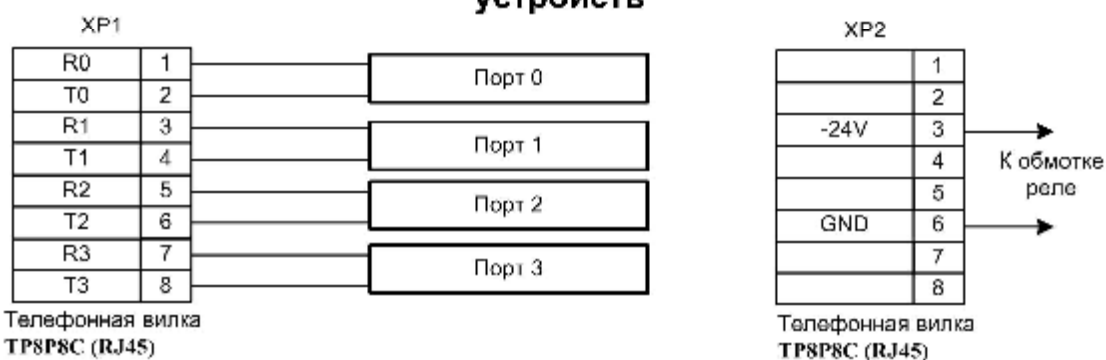 устройств
XP1
R0 1
T0 2
R1 3
T1 4
R2 5
T2 6
R3 7
T3 8
Порт 0
Порт 1
Порт 2
Порт 3
Телефонная вилка
TP8P8C (RJ45)
XP2
1
2
-24V 3
4
5
GND 6
7
8
К обмотке
реле
Телефонная вилка
TP8P8C (RJ45)